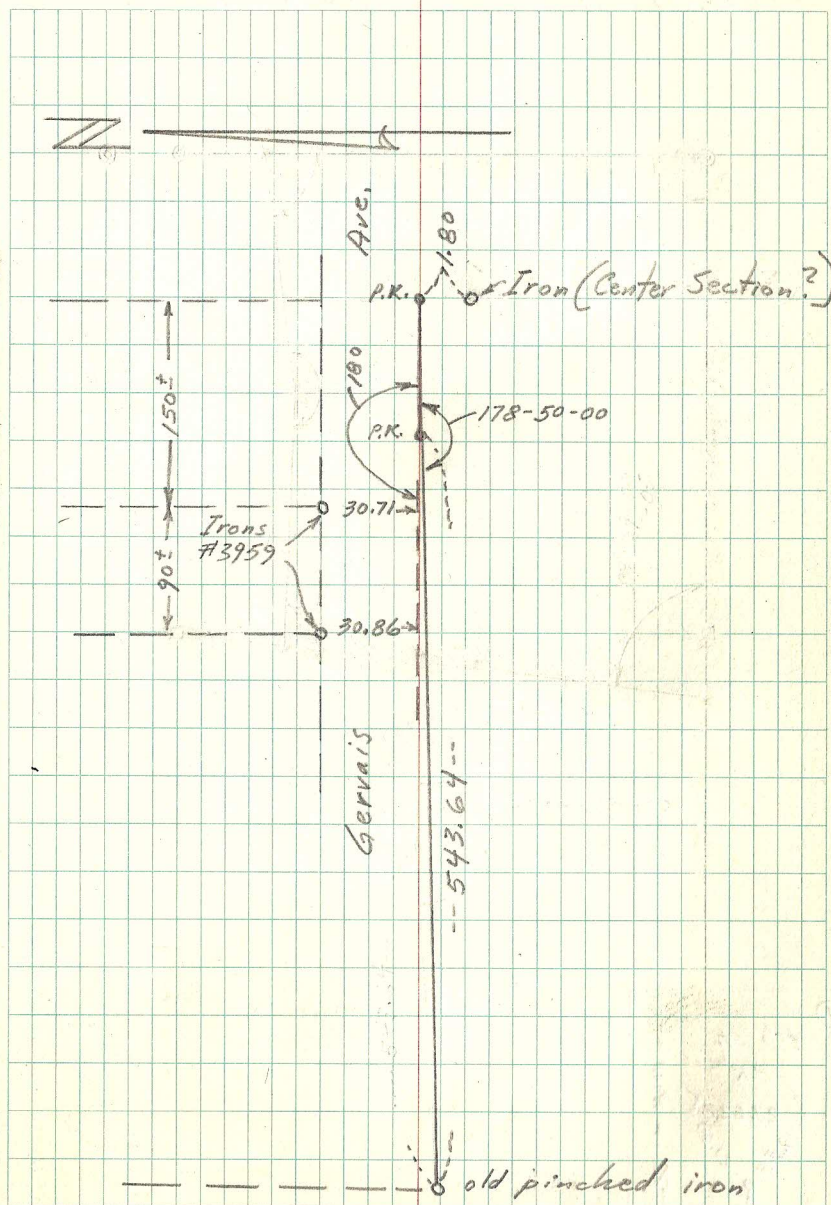 N
Ave.
1.80
P.K.
Iron (Center Section?)
150±
180
178-50-00
P.K.
30.71
Irons
#3959
90±
30.86
Gervais
--543.64--
old pinched iron